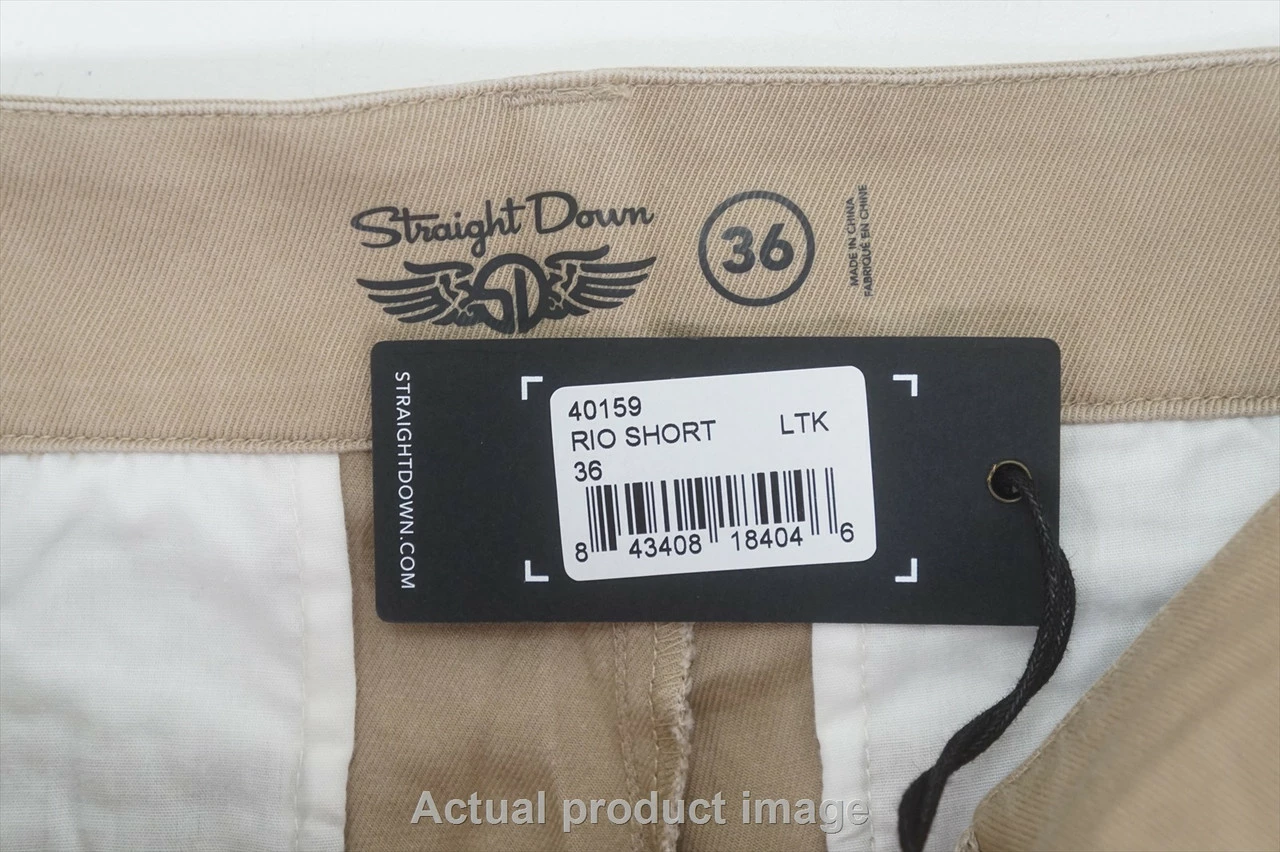 Straight Down
SD
36
MADE IN CHINA
FABRIQUÉ EN CHINE
STRAIGHTDOWN.COM
40159
RIO SHORT LTK
36
8 43408 18404 6
Actual product image